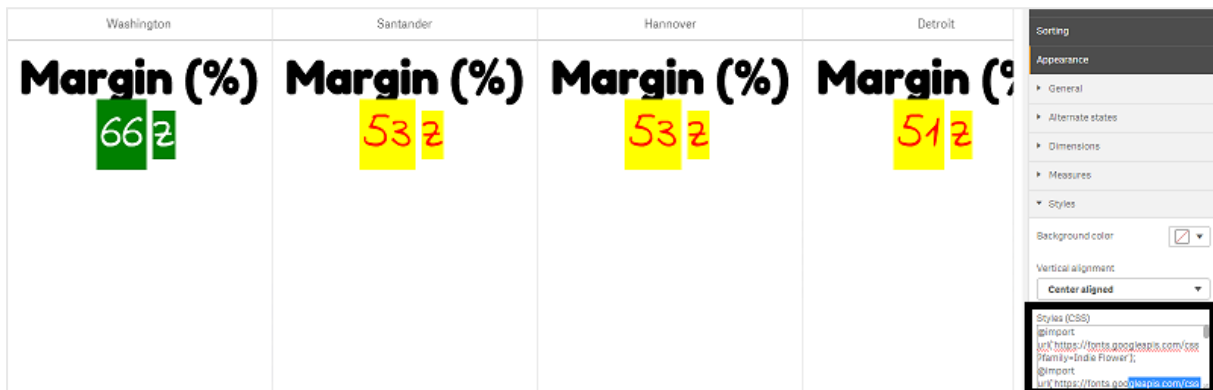 Washington Santander Hannover Detroit
Margin (%) Margin (%) Margin (%) Margin (%
66 z 53 z 53 z 51 z
Sorting
Appearance
General
Alternate states
Dimensions
Measures
Styles
Background color
Vertical alignment
Center aligned
Styles (CSS)
@import
url('https://fonts.googleapis.com/css
?family=Indie Flower');
@import
url('https://fonts.googleapis.com/css